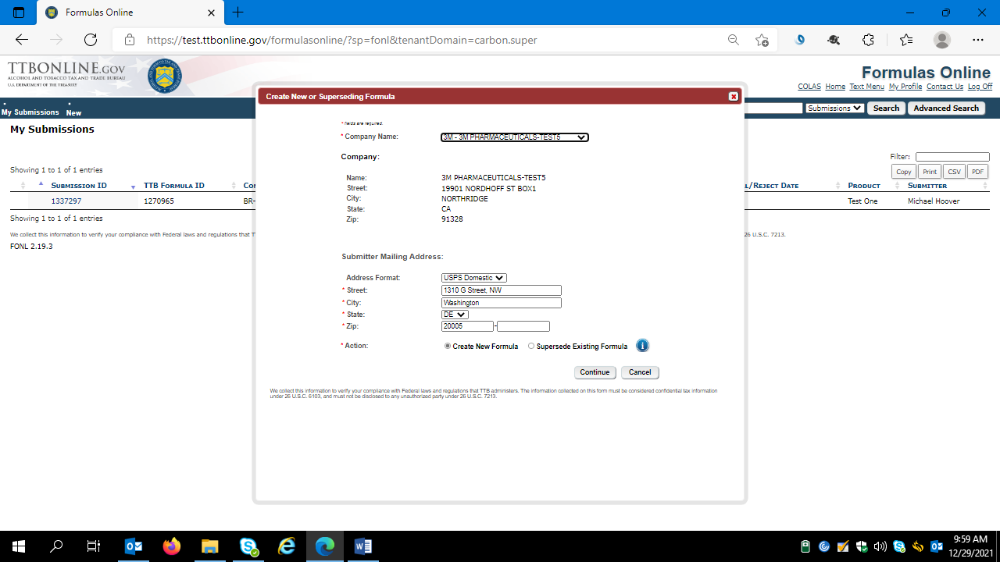 Formulas Online
https://test.ttbonline.gov/formulasonline/?sp=fonl&tenantDomain=carbon.super
TTBONLINE.GOV
ALCOHOL AND TOBACCO TAX AND TRADE BUREAU
U.S. DEPARTMENT OF THE TREASURY
Formulas Online
COLAS Home Text Menu My Profile Contact Us Log Off
My Submissions New
Submissions Search Advanced Search
My Submissions
Filter:
Copy Print CSV PDF
Showing 1 to 1 of 1 entries
SUBMISSION ID TTB FORMULA ID CO L/REJECT DATE PRODUCT SUBMITTER
1337297 1270965 BR- Test One Michael Hoover
Showing 1 to 1 of 1 entries
We collect this information to verify your compliance with Federal laws and regulations that T 26 U.S.C. 7213.
FONL 2.19.3
Create New or Superseding Formula
* fields are required.
* Company Name: 3M - 3M PHARMACEUTICALS-TEST5
Company:
Name: 3M PHARMACEUTICALS-TEST5
Street: 19901 NORDHOFF ST BOX1
City: NORTHRIDGE
State: CA
Zip: 91328
Submitter Mailing Address:
Address Format: USPS Domestic
* Street: 1310 G Street, NW
* City: Washington
* State: DE
* Zip: 20005 -
* Action: Create New Formula Supersede Existing Formula
Continue Cancel
We collect this information to verify your compliance with Federal laws and regulations that TTB administers. The information collected on this form must be considered confidential tax information
under 26 U.S.C. 6103, and must not be disclosed to any unauthorized party under 26 U.S.C. 7213.
9:59 AM
12/29/2021